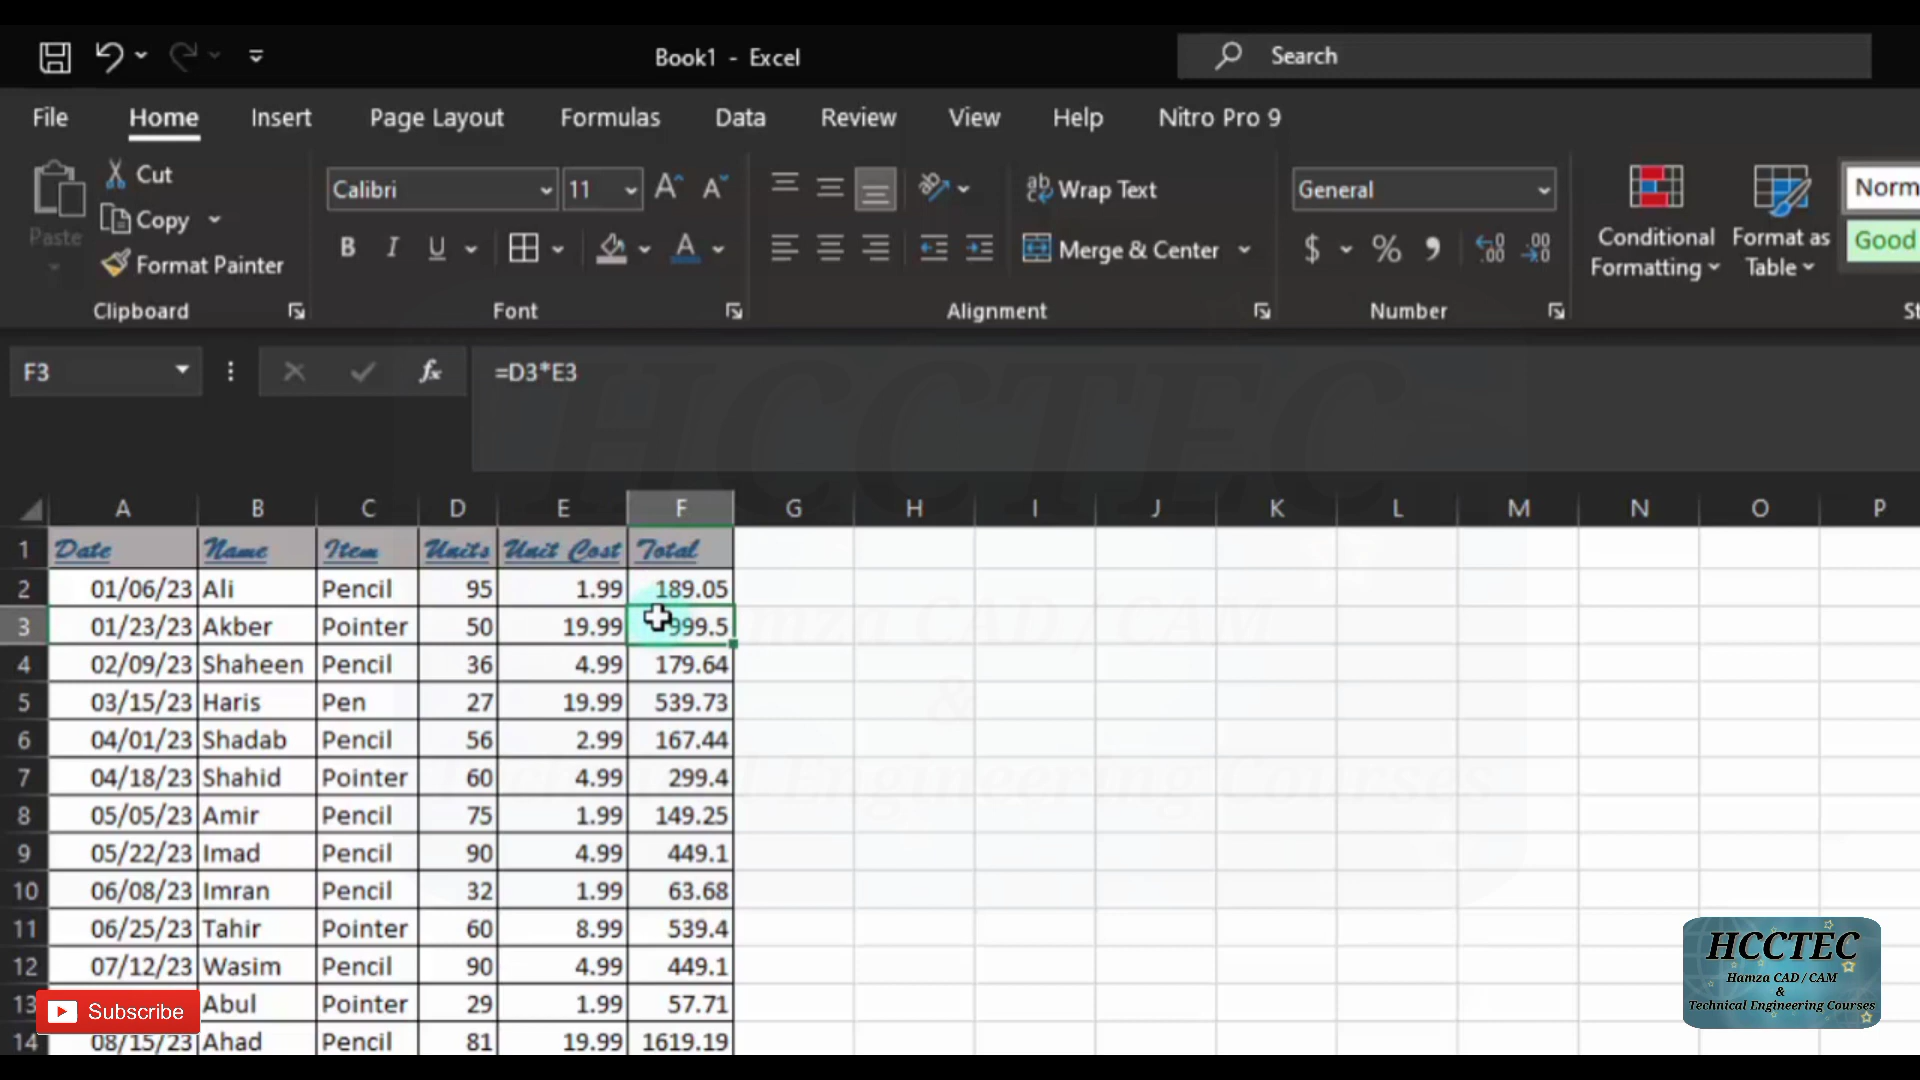 Book1 - Excel
Search
File Home Insert Page Layout Formulas Data Review View Help Nitro Pro 9
Paste
Cut
Copy
Format Painter
Clipboard
Calibri 11
B I U
Font
Wrap Text
Merge & Center
Alignment
General
$ %
Number
Conditional Formatting
Format as Table
Norm
Good
St
F3 fx =D3*E3
A B C D E F G H I J K L M N O P
1 Date Name Item Units Unit Cost Total
2 01/06/23 Ali Pencil 95 1.99 189.05
3 01/23/23 Akber Pointer 50 19.99 999.5
4 02/09/23 Shaheen Pencil 36 4.99 179.64
5 03/15/23 Haris Pen 27 19.99 539.73
6 04/01/23 Shadab Pencil 56 2.99 167.44
7 04/18/23 Shahid Pointer 60 4.99 299.4
8 05/05/23 Amir Pencil 75 1.99 149.25
9 05/22/23 Imad Pencil 90 4.99 449.1
10 06/08/23 Imran Pencil 32 1.99 63.68
11 06/25/23 Tahir Pointer 60 8.99 539.4
12 07/12/23 Wasim Pencil 90 4.99 449.1
13 Abul Pointer 29 1.99 57.71
14 08/15/23 Ahad Pencil 81 19.99 1619.19
Subscribe
HCCTEC
Hamza CAD / CAM
&
Technical Engineering Courses